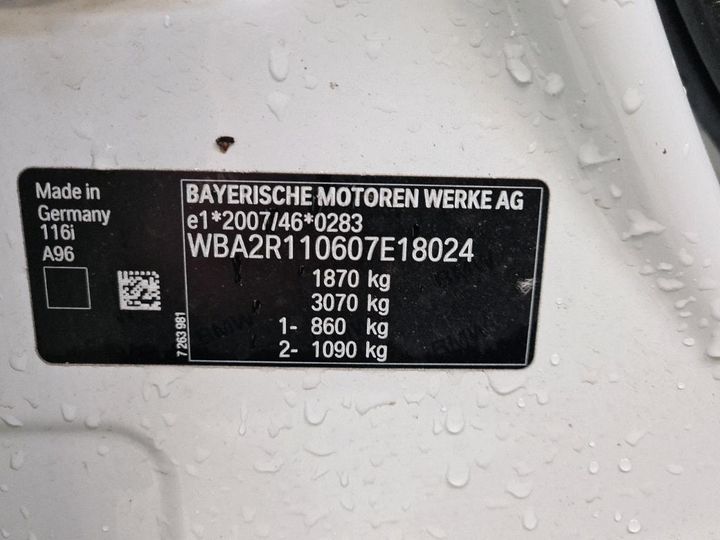 Made in
Germany
116i
A96
7 263 981
BAYERISCHE MOTOREN WERKE AG
e1*2007/46*0283
WBA2R110607E18024
1870 kg
3070 kg
1- 860 kg
2- 1090 kg